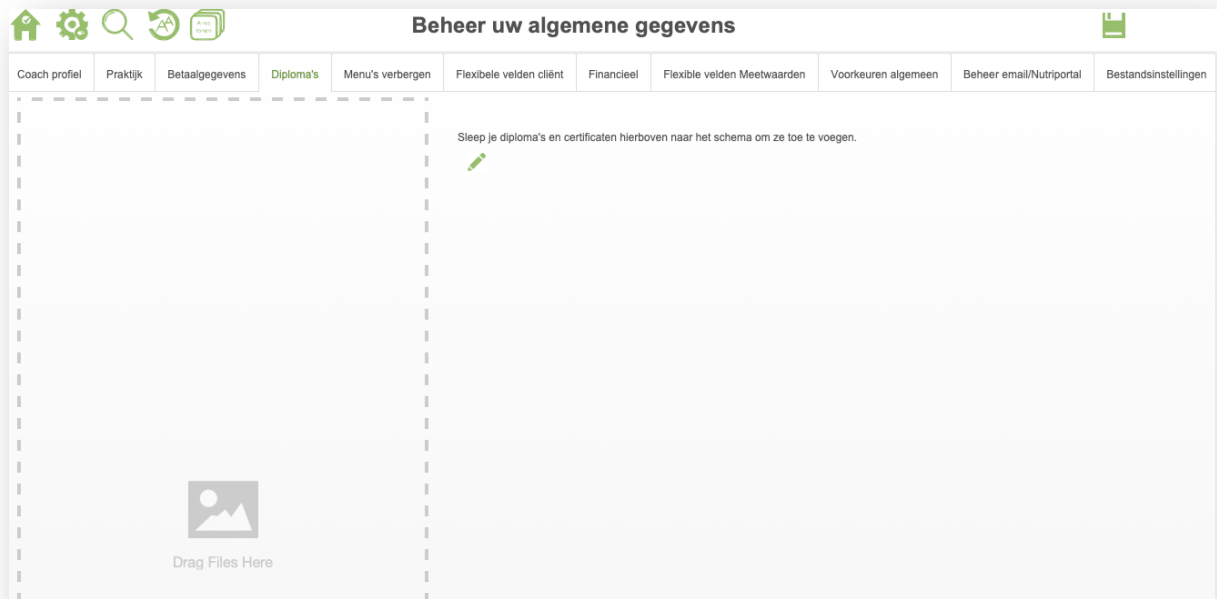 Beheer uw algemene gegevens
Coach profiel Praktijk Betaalgegevens Diploma's Menu's verbergen Flexibele velden cliënt Financieel Flexible velden Meetwaarden Voorkeuren algemeen Beheer email/Nutriportal Bestandsinstellingen
Sleep je diploma's en certificaten hierboven naar het schema om ze toe te voegen.
Drag Files Here